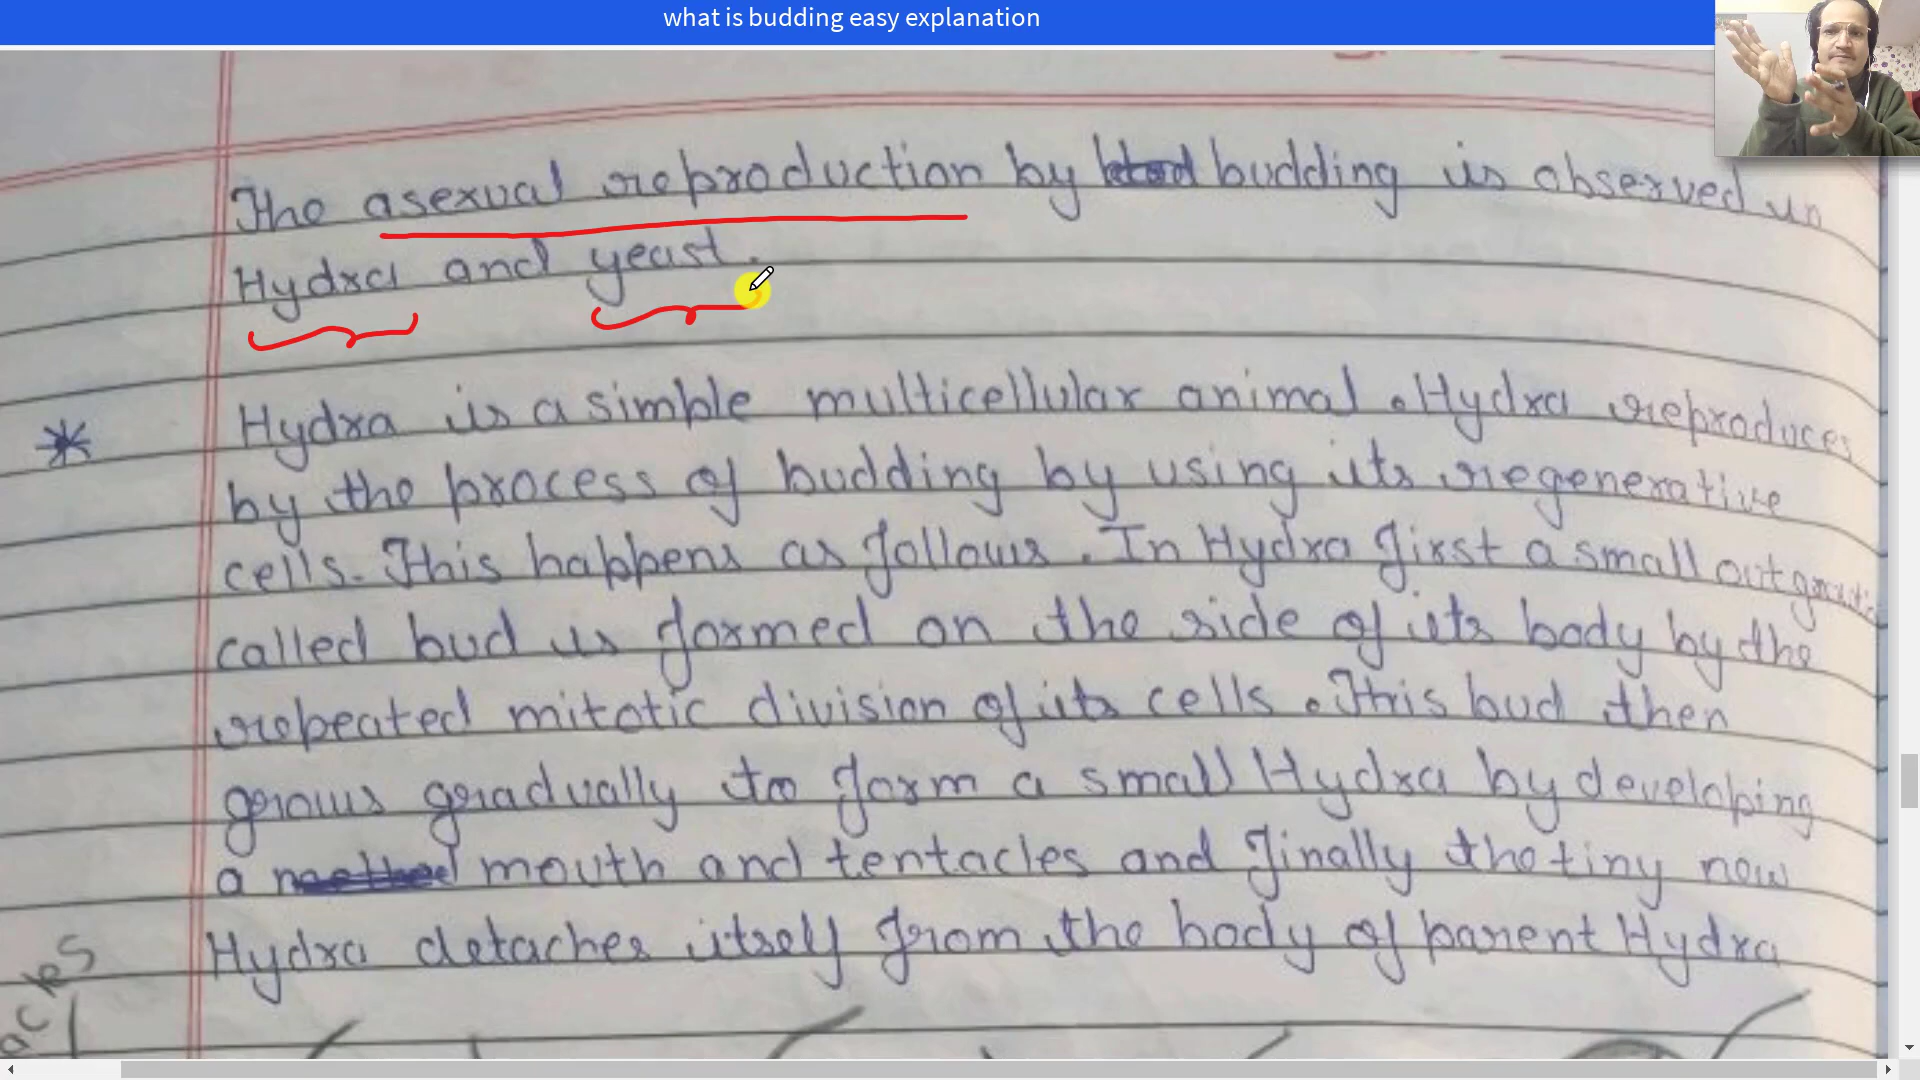 what is budding easy explanation
The asexual reproduction by budding is observed in
Hydra and yeast.
Hydra is a simple multicellular animal. Hydra reproduces
by the process of budding by using its regenerative
cells. This happens as follows. In Hydra first a small outgrowth
called bud is formed on the side of its body by the
repeated mitotic division of its cells. This bud then
grows gradually to form a small Hydra by developing
a mouth and tentacles and finally the tiny new
Hydra detaches itself from the body of parent Hydra
acles